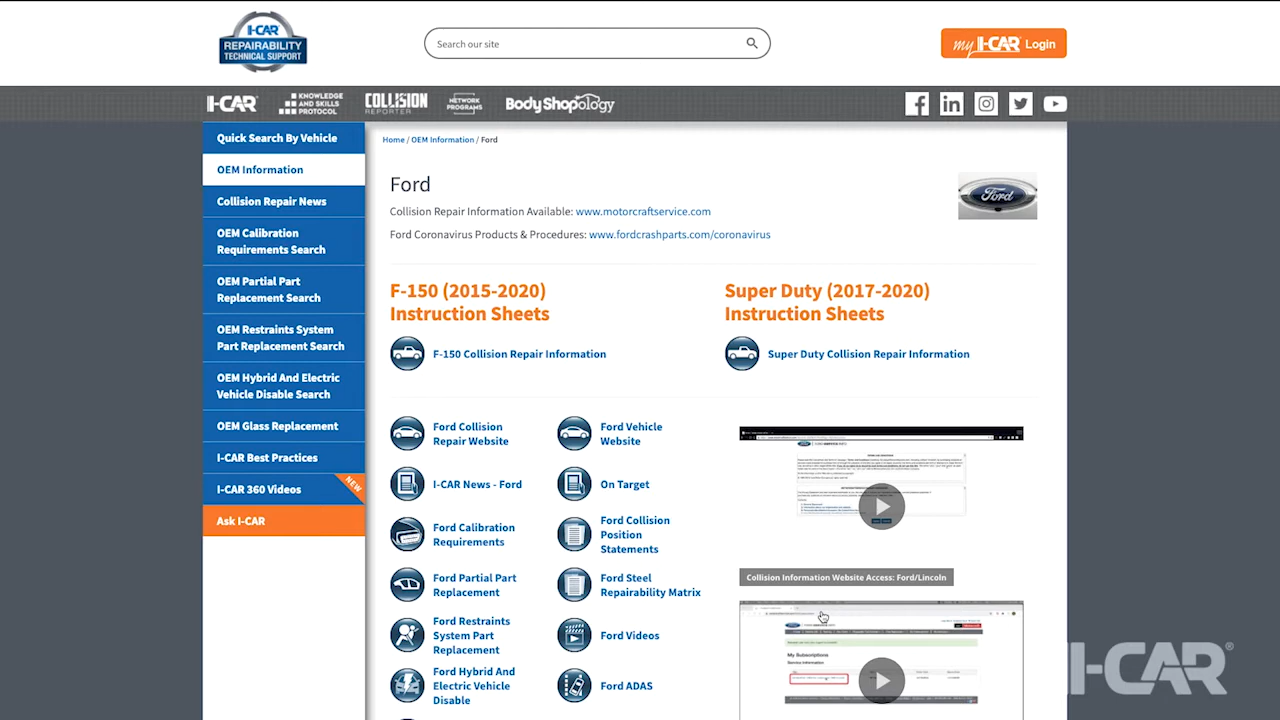 I-CAR
REPAIRABILITY
TECHNICAL SUPPORT
Search our site
my I-CAR Login
I-CAR
KNOWLEDGE
AND SKILLS
PROTOCOL
COLLISION
REPORTER
NETWORK
PROGRAMS
BodyShopology
Quick Search By Vehicle
OEM Information
Collision Repair News
OEM Calibration
Requirements Search
OEM Partial Part
Replacement Search
OEM Restraints System
Part Replacement Search
OEM Hybrid And Electric
Vehicle Disable Search
OEM Glass Replacement
I-CAR Best Practices
I-CAR 360 Videos
NEW
Ask I-CAR
Home / OEM Information / Ford
Ford
Ford
Collision Repair Information Available: www.motorcraftservice.com
Ford Coronavirus Products & Procedures: www.fordcrashparts.com/coronavirus
F-150 (2015-2020)
Instruction Sheets
F-150 Collision Repair Information
Super Duty (2017-2020)
Instruction Sheets
Super Duty Collision Repair Information
Ford Collision
Repair Website
Ford Vehicle
Website
I-CAR News - Ford
On Target
Ford Calibration
Requirements
Ford Collision
Position
Statements
Ford Partial Part
Replacement
Ford Steel
Repairability Matrix
Ford Restraints
System Part
Replacement
Ford Videos
Ford Hybrid And
Electric Vehicle
Disable
Ford ADAS
Collision Information Website Access: Ford/Lincoln
My Subscriptions
Service Information
I-CAR®